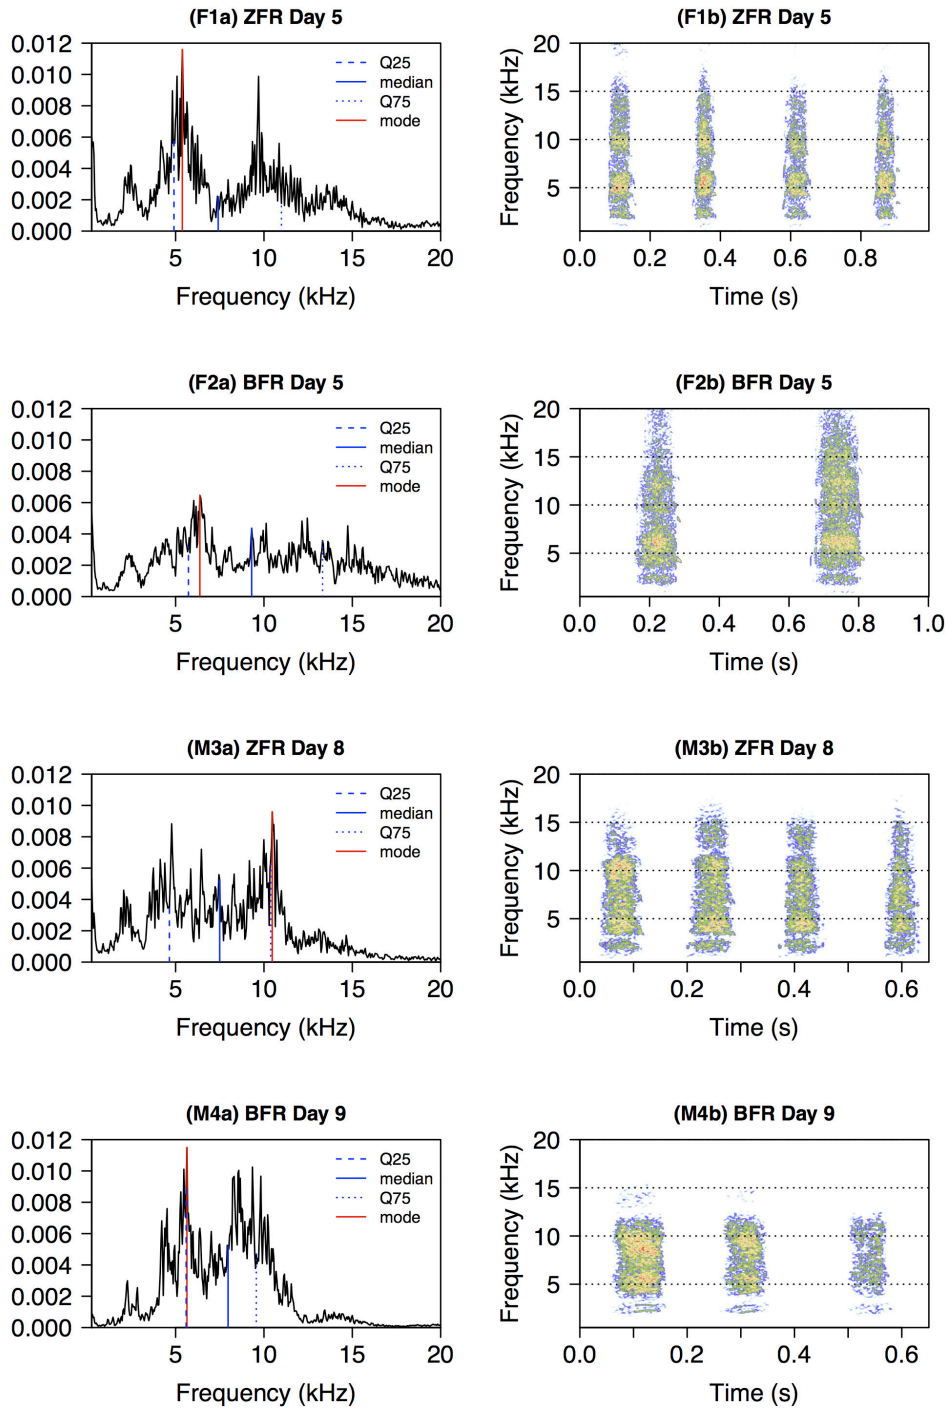 (F1a) ZFR Day 5
0.012
0.010
0.008
0.006
0.004
0.002
0.000
Q25
median
Q75
mode
5 10 15 20
Frequency (kHz)
(F1b) ZFR Day 5
Frequency (kHz)
20
15
10
5
0.0 0.2 0.4 0.6 0.8
Time (s)
(F2a) BFR Day 5
0.012
0.010
0.008
0.006
0.004
0.002
0.000
Q25
median
Q75
mode
5 10 15 20
Frequency (kHz)
(F2b) BFR Day 5
Frequency (kHz)
20
15
10
5
0.0 0.2 0.4 0.6 0.8 1.0
Time (s)
(M3a) ZFR Day 8
0.012
0.010
0.008
0.006
0.004
0.002
0.000
Q25
median
Q75
mode
5 10 15 20
Frequency (kHz)
(M3b) ZFR Day 8
Frequency (kHz)
20
15
10
5
0.0 0.2 0.4 0.6
Time (s)
(M4a) BFR Day 9
0.012
0.010
0.008
0.006
0.004
0.002
0.000
Q25
median
Q75
mode
5 10 15 20
Frequency (kHz)
(M4b) BFR Day 9
Frequency (kHz)
20
15
10
5
0.0 0.2 0.4 0.6
Time (s)